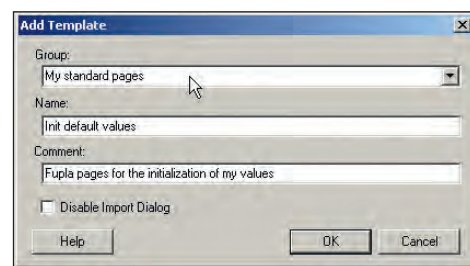 Add Template
Group:
My standard pages
Name:
Init default values
Comment:
Fupla pages for the initialization of my values
Disable Import Dialog
Help OK Cancel